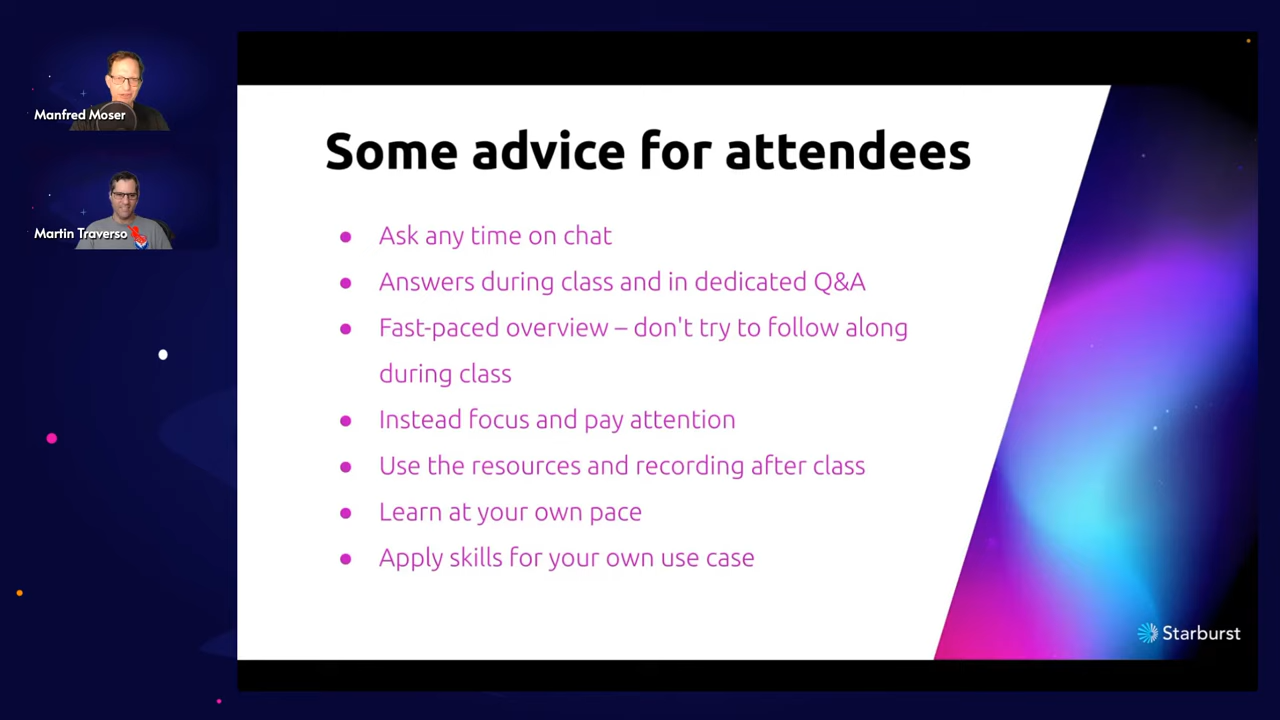 Manfred Moser
Martin Traverso
Some advice for attendees
● Ask any time on chat
● Answers during class and in dedicated Q&A
● Fast-paced overview – don't try to follow along
during class
● Instead focus and pay attention
● Use the resources and recording after class
● Learn at your own pace
● Apply skills for your own use case
Starburst